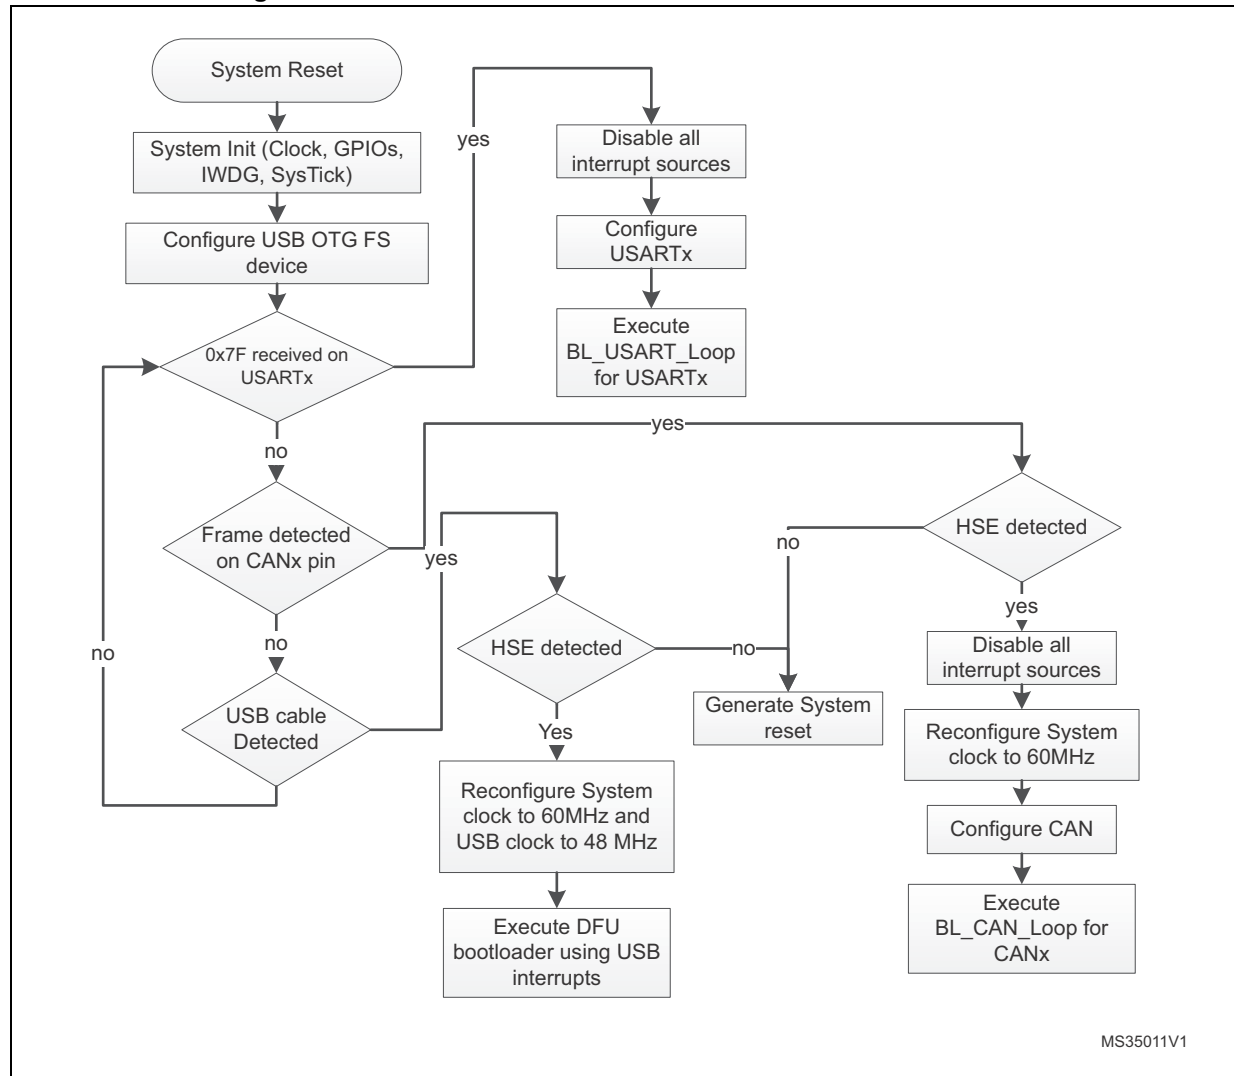 System Reset
System Init (Clock, GPIOs,
IWDG, SysTick)
Configure USB OTG FS
device
0x7F received on
USARTx
yes
Disable all
interrupt sources
Configure
USARTx
Execute
BL_USART_Loop
for USARTx
no
Frame detected
on CANx pin
yes
HSE detected
no
yes
Disable all
interrupt sources
Reconfigure System
clock to 60MHz
Configure CAN
Execute
BL_CAN_Loop for
CANx
no
USB cable
Detected
no
yes
HSE detected
no
Generate System
reset
Yes
Reconfigure System
clock to 60MHz and
USB clock to 48 MHz
Execute DFU
bootloader using USB
interrupts
MS35011V1